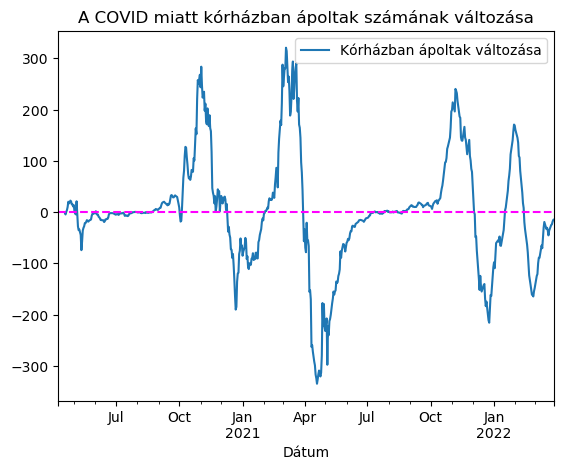 A COVID miatt kórházban ápoltak számának változása
Kórházban ápoltak változása
300
200
100
0
−100
−200
−300
Jul Oct Jan Apr Jul Oct Jan
2021 2022
Dátum